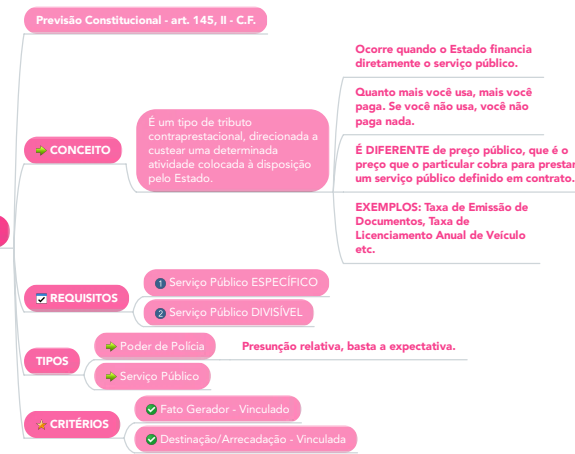 Previsão Constitucional - art. 145, II - C.F.
CONCEITO
É um tipo de tributo
contraprestacional, direcionada a
custear uma determinada
atividade colocada à disposição
pelo Estado.
Ocorre quando o Estado financia
diretamente o serviço público.
Quanto mais você usa, mais você
paga. Se você não usa, você não
paga nada.
É DIFERENTE de preço público, que é o
preço que o particular cobra para prestar
um serviço público definido em contrato.
EXEMPLOS: Taxa de Emissão de
Documentos, Taxa de
Licenciamento Anual de Veículo
etc.
REQUISITOS
1 Serviço Público ESPECÍFICO
2 Serviço Público DIVISÍVEL
TIPOS
Poder de Polícia
Presunção relativa, basta a expectativa.
Serviço Público
CRITÉRIOS
Fato Gerador - Vinculado
Destinação/Arrecadação - Vinculada